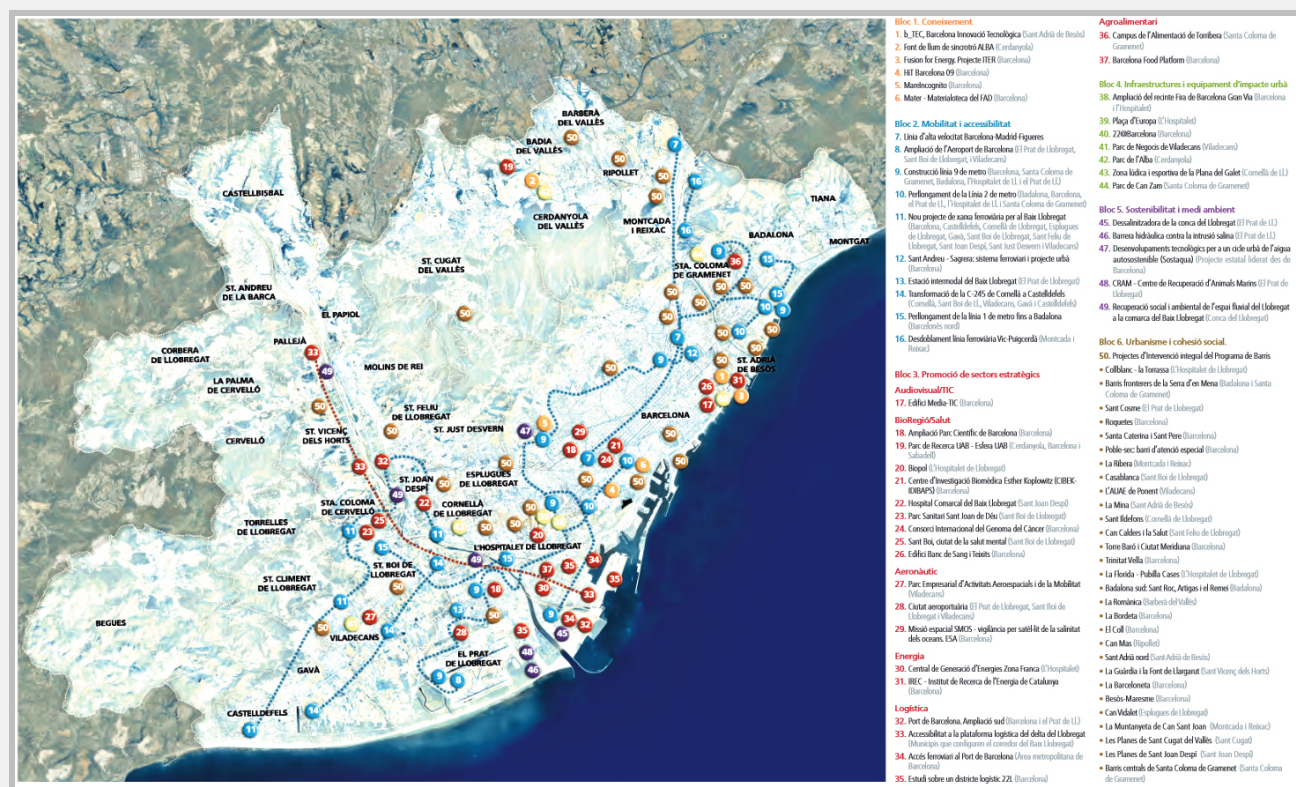 BARBERÀ
DEL VALLÈS
BADIA
DEL VALLÈS
RIPOLLET
CASTELLBISBAL
CERDANYOLA
DEL VALLÈS
MONTCADA
I REIXAC
TIANA
BADALONA
MONTGAT
ST. CUGAT
DEL VALLÈS
STA. COLOMA
DE GRAMENET
ST. ANDREU
DE LA BARCA
EL PAPIOL
PALLEJÀ
CORBERA
DE LLOBREGAT
MOLINS DE REI
ST. ADRIÀ
DE BESÒS
LA PALMA
DE CERVELLÓ
ST. FELIU
DE LLOBREGAT
BARCELONA
CERVELLÓ
ST. VICENÇ
DELS HORTS
ST. JUST DESVERN
ST. JOAN
DESPÍ
ESPLUGUES
DE LLOBREGAT
STA. COLOMA
DE CERVELLÓ
CORNELLÀ
DE LLOBREGAT
TORRELLES
DE LLOBREGAT
L'HOSPITALET DE LLOBREGAT
ST. BOI DE
LLOBREGAT
ST. CLIMENT
DE LLOBREGAT
BEGUES
VILADECANS
EL PRAT
DE LLOBREGAT
GAVÀ
CASTELLDEFELS
Bloc 1. Coneixement
1. b_TEC, Barcelona Innovació Tecnològica (Sant Adrià de Besòs)
2. Font de llum de sincrotró ALBA (Cerdanyola)
3. Fusion for Energy. Projecte ITER (Barcelona)
4. HiT Barcelona 09 (Barcelona)
5. MareIncognito (Barcelona)
6. Mater - Materialoteca del FAD (Barcelona)
Bloc 2. Mobilitat i accessibilitat
7. Línia d'alta velocitat Barcelona-Madrid-Figueres
8. Ampliació de l'Aeroport de Barcelona (El Prat de Llobregat,
Sant Boi de Llobregat, i Viladecans)
9. Construcció línia 9 de metro (Barcelona, Santa Coloma de
Gramenet, Badalona, l'Hospitalet de Ll. i el Prat de Ll.)
10. Perllongament de la Línia 2 de metro (Badalona, Barcelona,
el Prat de Ll., l'Hospitalet de Ll. i Santa Coloma de Gramenet)
11. Nou projecte de xarxa ferroviària per al Baix Llobregat
(Barcelona, Castelldefels, Cornellà de Llobregat, Esplugues
de Llobregat, Gavà, Sant Boi de Llobregat, Sant Feliu de
Llobregat, Sant Joan Despí, Sant Just Desvern i Viladecans)
12. Sant Andreu - Sagrera: sistema ferroviari i projecte urbà
(Barcelona)
13. Estació intermodal del Baix Llobregat (El Prat de Llobregat)
14. Transformació de la C-245 de Cornellà a Castelldefels
(Cornellà, Sant Boi de Ll., Viladecans, Gavà i Castelldefels)
15. Perllongament de la línia 1 de metro fins a Badalona
(Barcelonès nord)
16. Desdoblament línia ferroviària Vic-Puigcerdà (Montcada i
Reixac)
Bloc 3. Promoció de sectors estratègics
Audiovisual/TIC
17. Edifici Media-TIC (Barcelona)
BioRegió/Salut
18. Ampliació Parc Científic de Barcelona (Barcelona)
19. Parc de Recerca UAB - Esfera UAB (Cerdanyola, Barcelona i
Sabadell)
20. Biopol (L'Hospitalet de Llobregat)
21. Centre d'Investigació Biomèdica Esther Koplowitz (CIBEK-
IDIBAPS) (Barcelona)
22. Hospital Comarcal del Baix Llobregat (Sant Joan Despí)
23. Parc Sanitari Sant Joan de Déu (Sant Boi de Llobregat)
24. Consorci Internacional del Genoma del Càncer (Barcelona)
25. Sant Boi, ciutat de la salut mental (Sant Boi de Llobregat)
26. Edifici Banc de Sang i Teixits (Barcelona)
Aeronàutic
27. Parc Empresarial d'Activitats Aeroespacials i de la Mobilitat
(Viladecans)
28. Ciutat aeroportuària (El Prat de Llobregat, Sant Boi de
Llobregat i Viladecans)
29. Missió espacial SMOS - vigilància per satèl·lit de la salinitat
dels oceans. ESA (Barcelona)
Energia
30. Central de Generació d'Energies Zona Franca (L'Hospitalet)
31. IREC - Institut de Recerca de l'Energia de Catalunya
(Barcelona)
Logística
32. Port de Barcelona. Ampliació sud (Barcelona i el Prat de Ll.)
33. Accessibilitat a la plataforma logística del delta del Llobregat
(Municipis que configuren el corredor del Baix Llobregat)
34. Accés ferroviari al Port de Barcelona (Àrea metropolitana de
Barcelona)
35. Estudi sobre un districte logístic 22L (Barcelona)
Agroalimentari
36. Campus de l'Alimentació de Torribera (Santa Coloma de
Gramenet)
37. Barcelona Food Platform (Barcelona)
Bloc 4. Infraestructures i equipament d'impacte urbà
38. Ampliació del recinte Fira de Barcelona Gran Via (Barcelona
i l'Hospitalet)
39. Plaça d'Europa (L'Hospitalet)
40. 22@Barcelona (Barcelona)
41. Parc de Negocis de Viladecans (Viladecans)
42. Parc de l'Alba (Cerdanyola)
43. Zona lúdica i esportiva de la Plana del Galet (Cornellà de Ll.)
44. Parc de Can Zam (Santa Coloma de Gramenet)
Bloc 5. Sostenibilitat i medi ambient
45. Dessalinitzadora de la conca del Llobregat (El Prat de Ll.)
46. Barrera hidràulica contra la intrusió salina (El Prat de Ll.)
47. Desenvolupaments tecnològics per a un cicle urbà de l'aigua
autosostenible (Sostaqua) (Projecte estatal liderat des de
Barcelona)
48. CRAM - Centre de Recuperació d'Animals Marins (El Prat de
Llobregat)
49. Recuperació social i ambiental de l'espai fluvial del Llobregat
a la comarca del Baix Llobregat (Conca del Llobregat)
Bloc 6. Urbanisme i cohesió social.
50. Projectes d'Intervenció integral del Programa de Barris
• Collblanc - la Torrassa (L'Hospitalet de Llobregat)
• Barris fronterers de la Serra d'en Mena (Badalona i Santa
Coloma de Gramenet)
• Sant Cosme (El Prat de Llobregat)
• Roquetes (Barcelona)
• Santa Caterina i Sant Pere (Barcelona)
• Poble-sec: barri d'atenció especial (Barcelona)
• La Ribera (Montcada i Reixac)
• Casablanca (Sant Boi de Llobregat)
• L'AUAE de Ponent (Viladecans)
• La Mina (Sant Adrià de Besòs)
• Sant Ildefons (Cornellà de Llobregat)
• Can Calders i la Salut (Sant Feliu de Llobregat)
• Torre Baró i Ciutat Meridiana (Barcelona)
• Trinitat Vella (Barcelona)
• La Florida - Pubilla Cases (L'Hospitalet de Llobregat)
• Badalona sud: Sant Roc, Artigas i el Remei (Badalona)
• La Romànica (Barberà del Vallès)
• La Bordeta (Barcelona)
• El Coll (Barcelona)
• Can Mas (Ripollet)
• Sant Adrià nord (Sant Adrià de Besòs)
• La Guàrdia i la Font de Llargarut (Sant Vicenç dels Horts)
• La Barceloneta (Barcelona)
• Besòs-Maresme (Barcelona)
• Can Vidalet (Esplogues de Llobregat)
• La Muntanyeta de Can Sant Joan (Montcada i Reixac)
• Les Planes de Sant Cugat del Vallès (Sant Cugat)
• Les Planes de Sant Joan Despí (Sant Joan Despí)
• Barris centrals de Santa Coloma de Gramenet (Santa Coloma
de Gramenet)